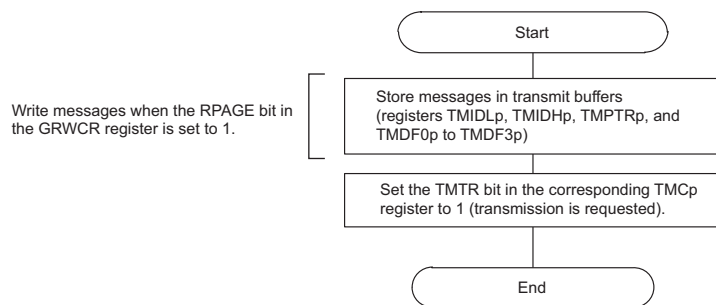 Start
Write messages when the RPAGE bit in
the GRWCR register is set to 1.
Store messages in transmit buffers
(registers TMIDLp, TMIDHp, TMPTRp, and
TMDF0p to TMDF3p)
Set the TMTR bit in the corresponding TMCp
register to 1 (transmission is requested).
End